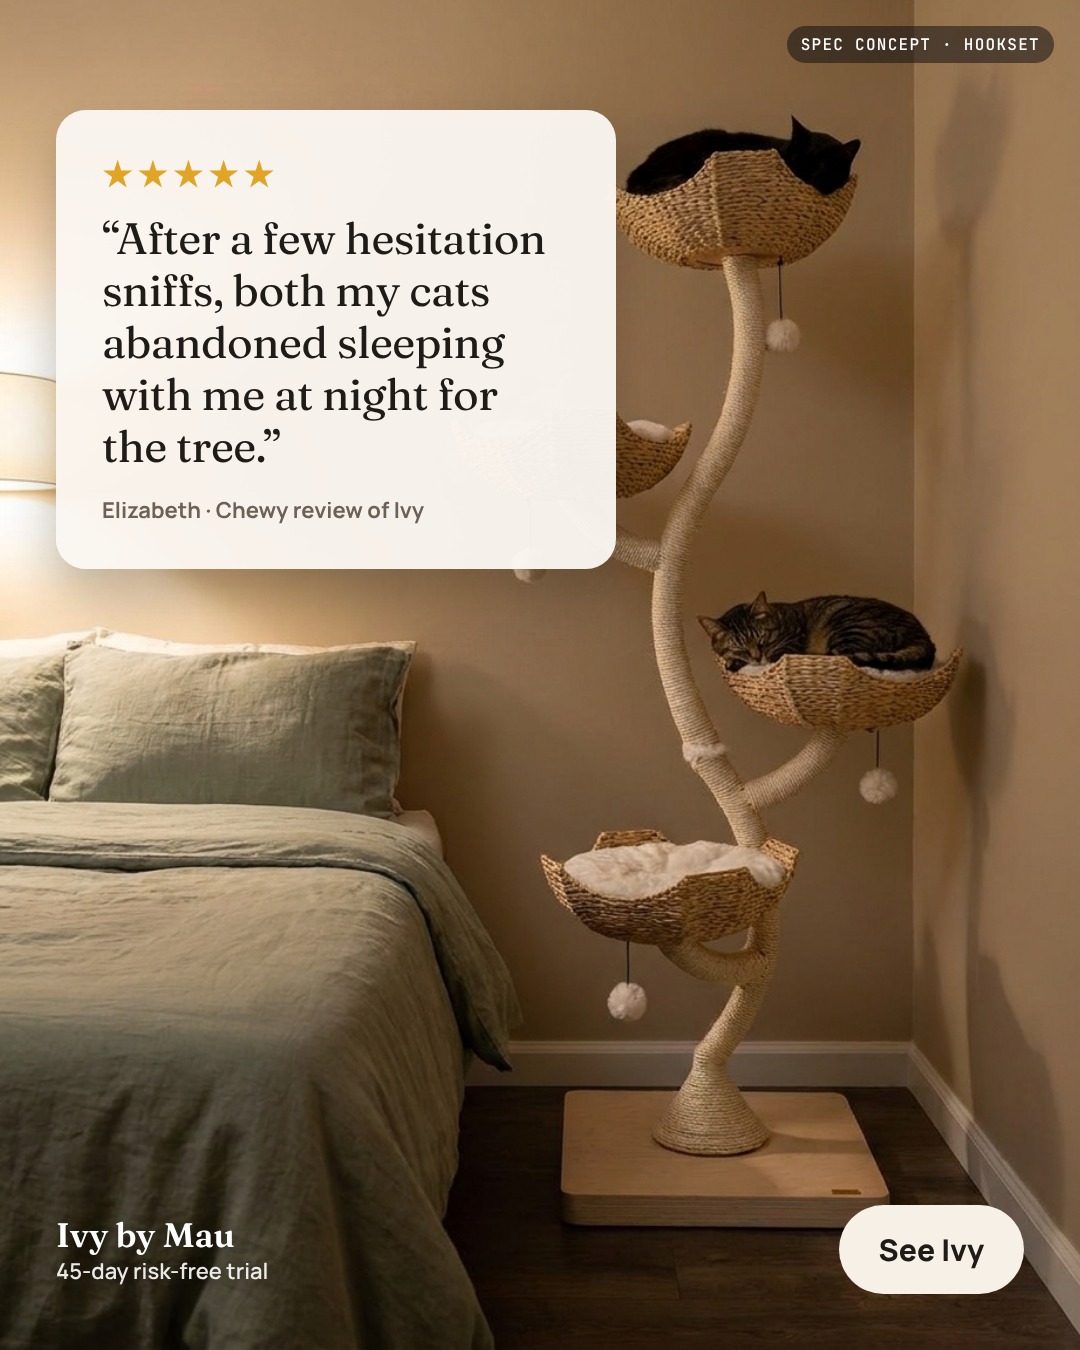 SPEC CONCEPT · HOOKSET
★★★★★
“After a few hesitation
sniffs, both my cats
abandoned sleeping
with me at night for
the tree.”
Elizabeth · Chewy review of Ivy
Ivy by Mau
45-day risk-free trial
See Ivy